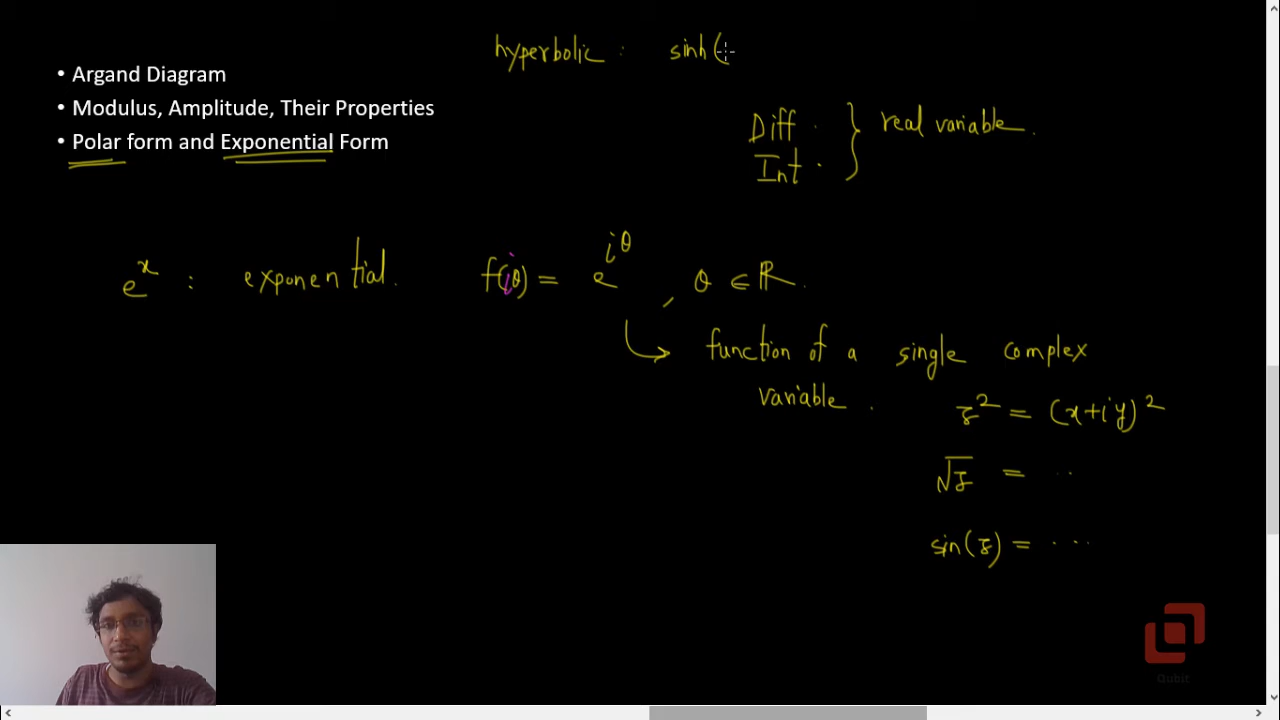 hyperbolic : sinh(
• Argand Diagram
• Modulus, Amplitude, Their Properties
• Polar form and Exponential Form
Diff . } real variable.
Int .
e^x : exponential. f(iθ) = e^{iθ} , θ ∈ ℝ.
function of a single complex
variable .
z^2 = (x+iy)^2
√z = ..
sin(z) = ...
Qubit